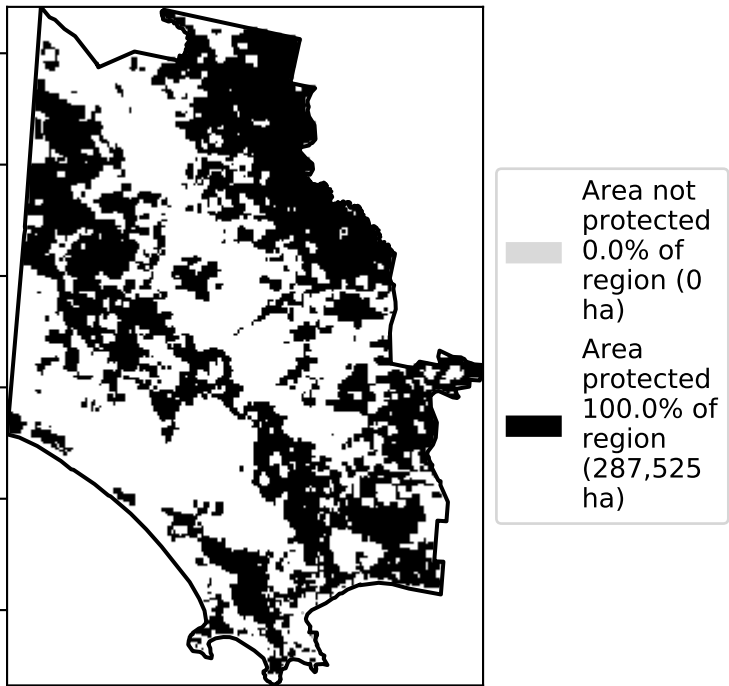 Area not
protected
0.0% of
region (0
ha)
Area
protected
100.0% of
region
(287,525
ha)